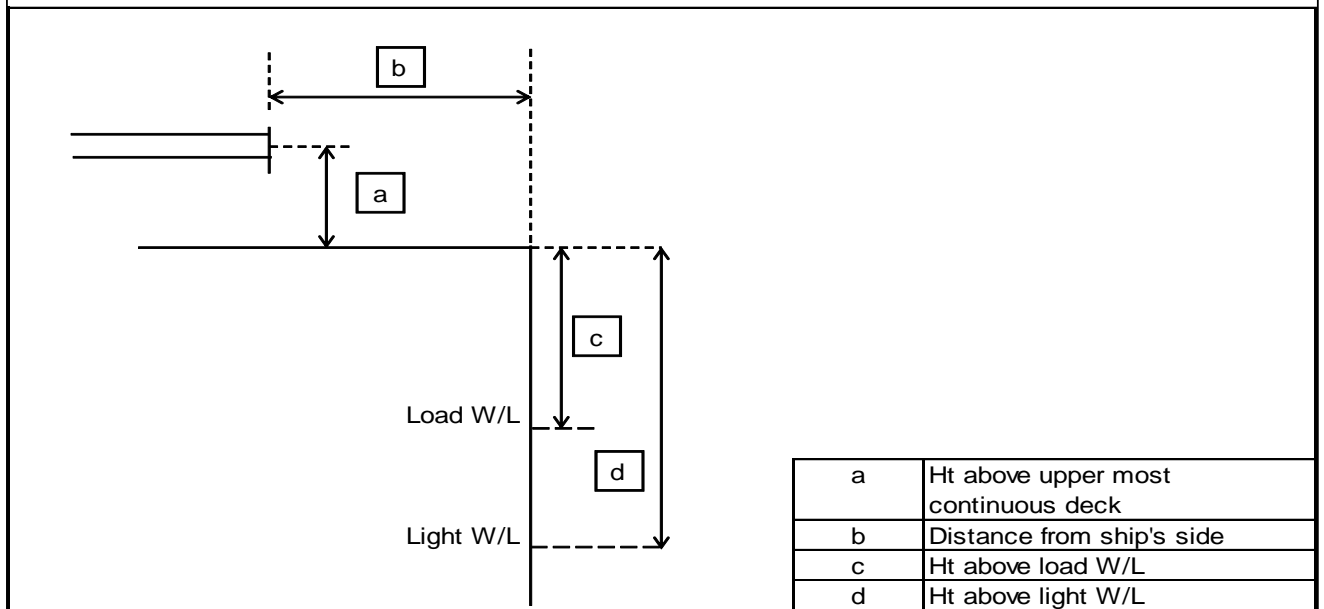 b
a
c
Load W/L
d
Light W/L
a Ht above upper most
continuous deck
b Distance from ship's side
c Ht above load W/L
d Ht above light W/L